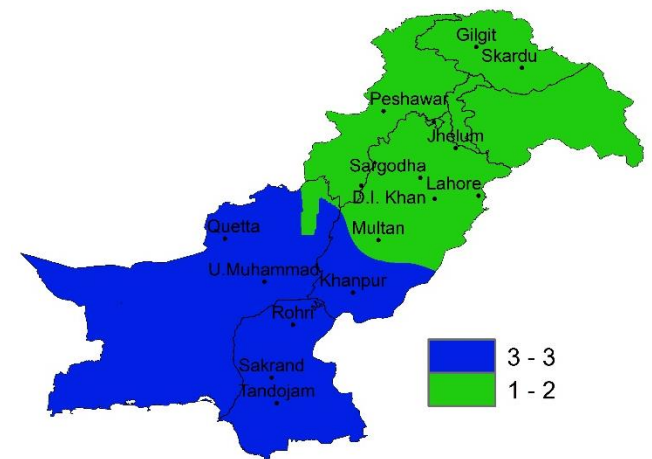 Gilgit
Skardu
Peshawar
Jhelum
Sargodha
Lahore
D.I. Khan
Multan
Quetta
U.Muhammad
Khanpur
Rohri
Sakrand
Tandojam
3 - 3
1 - 2